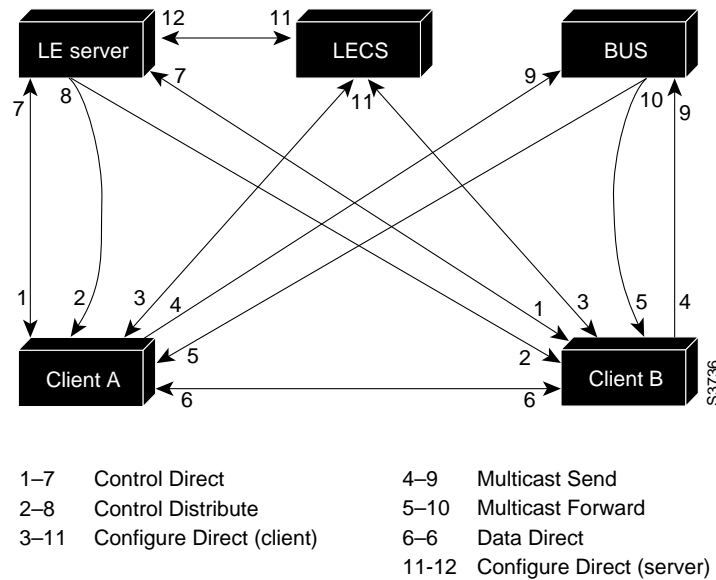 12 11
LE server LECS BUS
7 8 7 11 9 10 9
1 2 3 4 1 3 5 4
5 2
Client A Client B
6 6
S3736
1–7 Control Direct
2–8 Control Distribute
3–11 Configure Direct (client)
4–9 Multicast Send
5–10 Multicast Forward
6–6 Data Direct
11-12 Configure Direct (server)